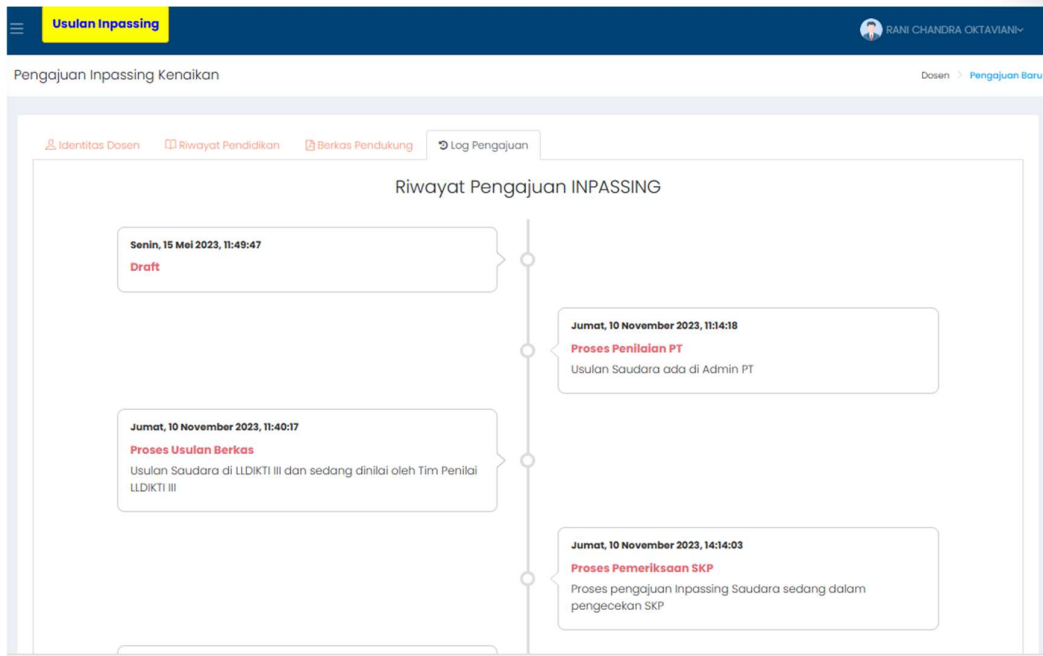 Usulan Inpassing
RANI CHANDRA OKTAVIANI
Pengajuan Inpassing Kenaikan
Dosen > Pengajuan Baru
Identitas Dosen
Riwayat Pendidikan
Berkas Pendukung
Log Pengajuan
Riwayat Pengajuan INPASSING
Senin, 15 Mei 2023, 11:49:47
Draft
Jumat, 10 November 2023, 11:14:18
Proses Penilaian PT
Usulan Saudara ada di Admin PT
Jumat, 10 November 2023, 11:40:17
Proses Usulan Berkas
Usulan Saudara di LLDIKTI III dan sedang dinilai oleh Tim Penilai
LLDIKTI III
Jumat, 10 November 2023, 14:14:03
Proses Pemeriksaan SKP
Proses pengajuan Inpassing Saudara sedang dalam
pengecekan SKP